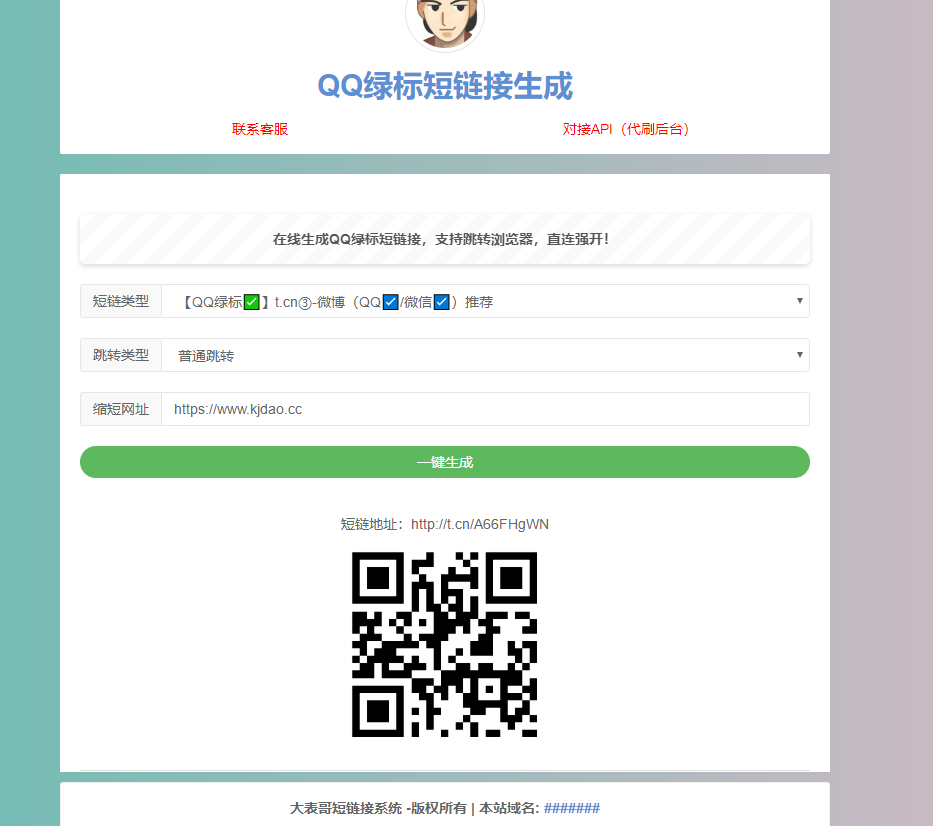 QQ绿标短链接生成
联系客服 对接API（代刷后台）
在线生成QQ绿标短链接，支持跳转浏览器，直连强开！
短链类型 【QQ绿标✅】t.cn③-微博（QQ☑/微信☑）推荐
跳转类型 普通跳转
缩短网址 https://www.kjdao.cc
一键生成
短链地址：http://t.cn/A66FHgWN
大表哥短链接系统 -版权所有 | 本站域名: #######